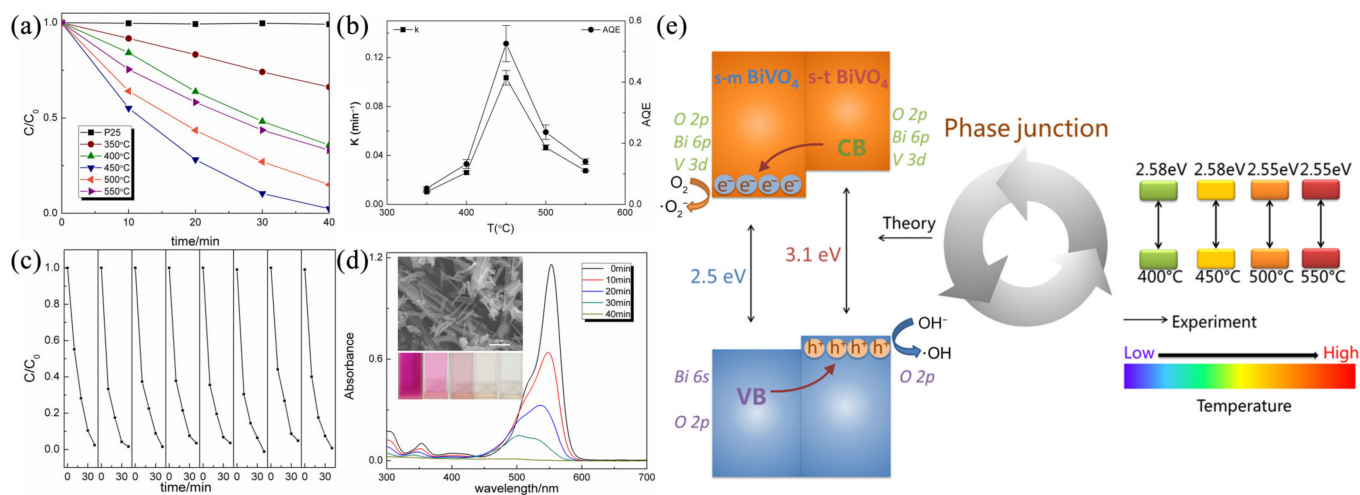 (a)
1.0
0.5
0.0
C/C0
P25
350°C
400°C
450°C
500°C
550°C
0 10 20 30 40
time/min
(b)
k
AQE
0.12
0.08
0.04
0.00
K (min⁻¹)
0.6
0.4
0.2
0.0
AQE
300 400 500 600
T(°C)
(c)
1.0
0.8
0.6
0.4
0.2
0.0
C/C0
0 30 0 30 0 30 0 30 0 30 0 30 0 30 0 30
time/min
(d)
1.2
0.6
0.0
Absorbance
0min
10min
20min
30min
40min
300 400 500 600 700
wavelength/nm
(e)
s-m BiVO4
s-t BiVO4
O 2p
Bi 6p
V 3d
O 2p
Bi 6p
V 3d
CB
e⁻ e⁻ e⁻ e⁻
O2
·O2⁻
2.5 eV
3.1 eV
OH⁻
·OH
h⁺ h⁺ h⁺ h⁺
VB
Bi 6s
O 2p
O 2p
Phase junction
Theory
2.58eV 2.58eV 2.55eV 2.55eV
400°C 450°C 500°C 550°C
Experiment
Low High
Temperature